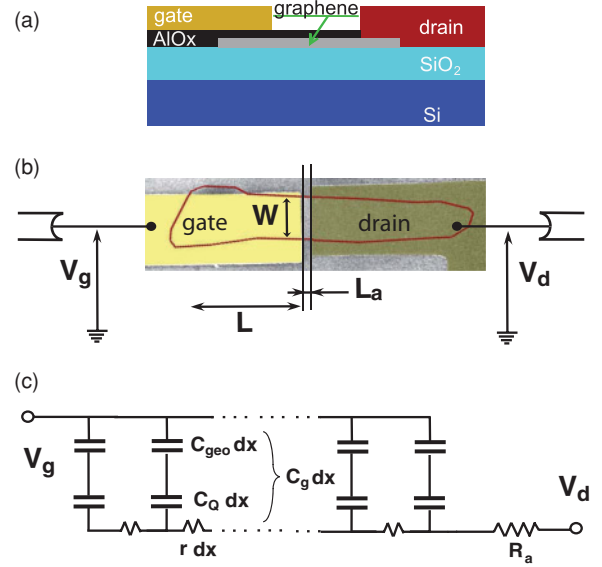 (a)
gate
graphene
AlOx
drain
SiO2
Si
(b)
gate
W
drain
Vg
Vd
La
L
(c)
Vg
Cgeo dx
CQ dx
Cg dx
r dx
Vd
Ra